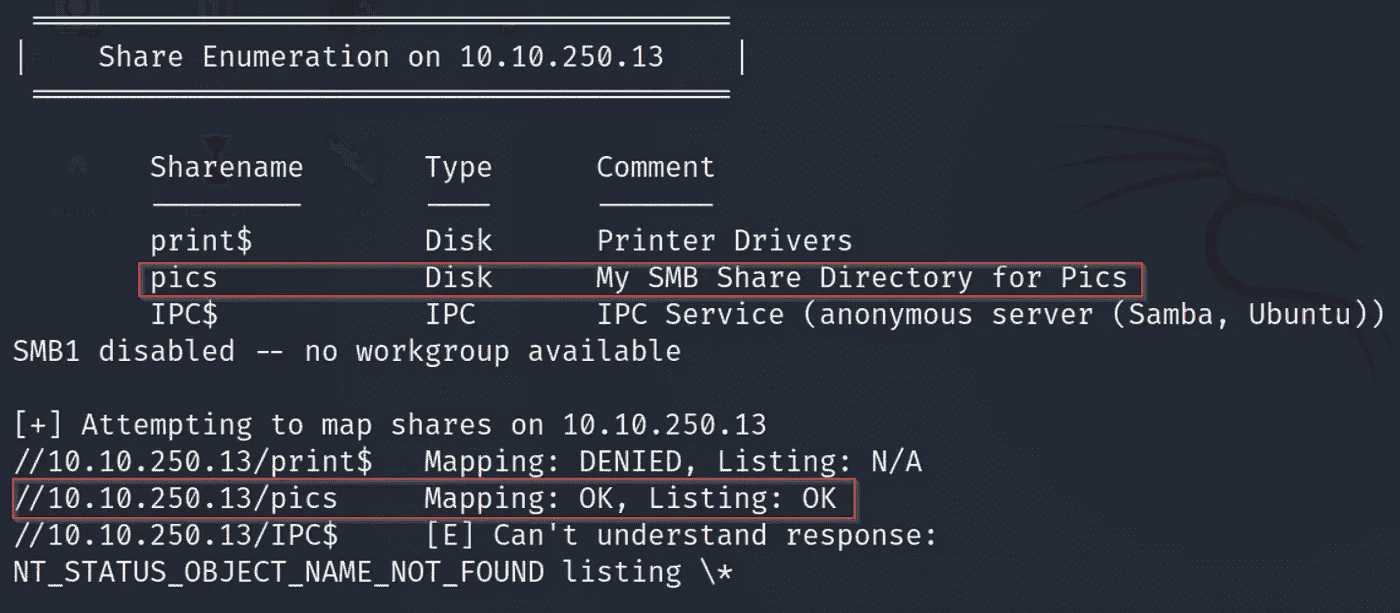 | Share Enumeration on 10.10.250.13 |
Sharename Type Comment
print$ Disk Printer Drivers
pics Disk My SMB Share Directory for Pics
IPC$ IPC IPC Service (anonymous server (Samba, Ubuntu))
SMB1 disabled -- no workgroup available
[+] Attempting to map shares on 10.10.250.13
//10.10.250.13/print$ Mapping: DENIED, Listing: N/A
//10.10.250.13/pics Mapping: OK, Listing: OK
//10.10.250.13/IPC$ [E] Can't understand response:
NT_STATUS_OBJECT_NAME_NOT_FOUND listing \*